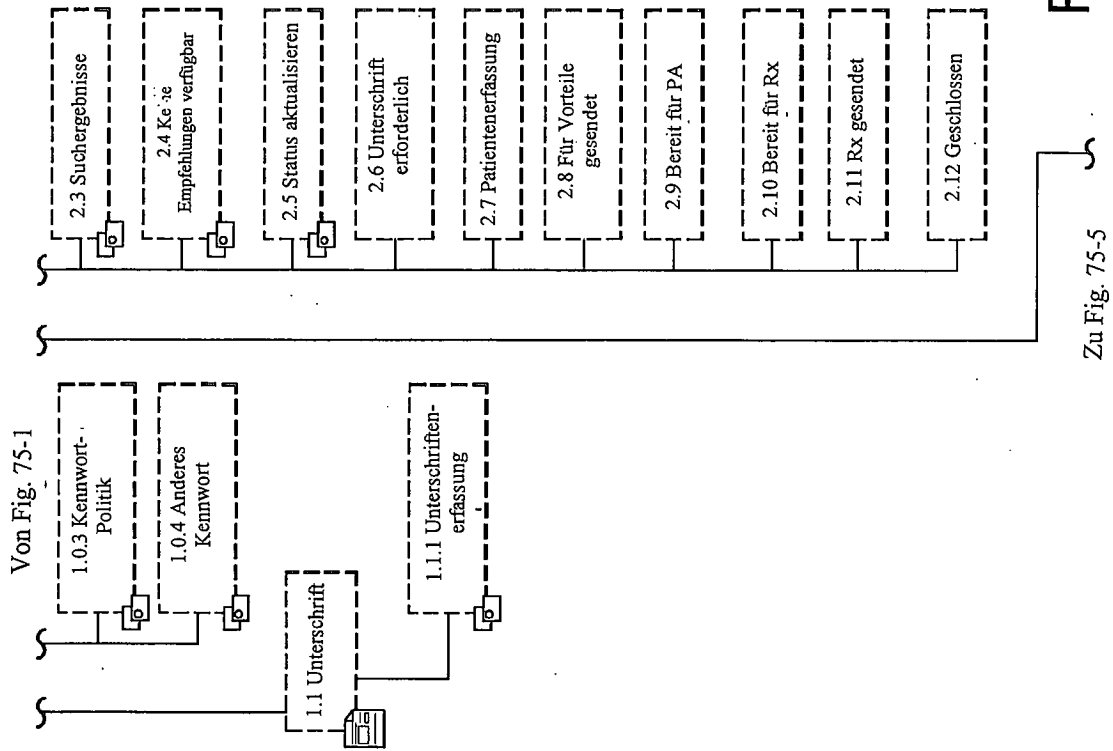 Von Fig. 75-1
1.0.3 Kennwort-
Politik
1.0.4 Anderes
Kennwort
1.1 Unterschrift
1.1.1 Unterschriften-
erfassung
2.3 Suchergebnisse
2.4
Empfehlungen verfügbar
2.5 Status aktualisieren
2.6 Unterschrift
erforderlich
2.7 Patientenerfassung
2.8 Für Vorteile
gesendet
2.9 Bereit für PA
2.10 Bereit für Rx
2.11 Rx gesendet
2.12 Geschlossen
Zu Fig. 75-5